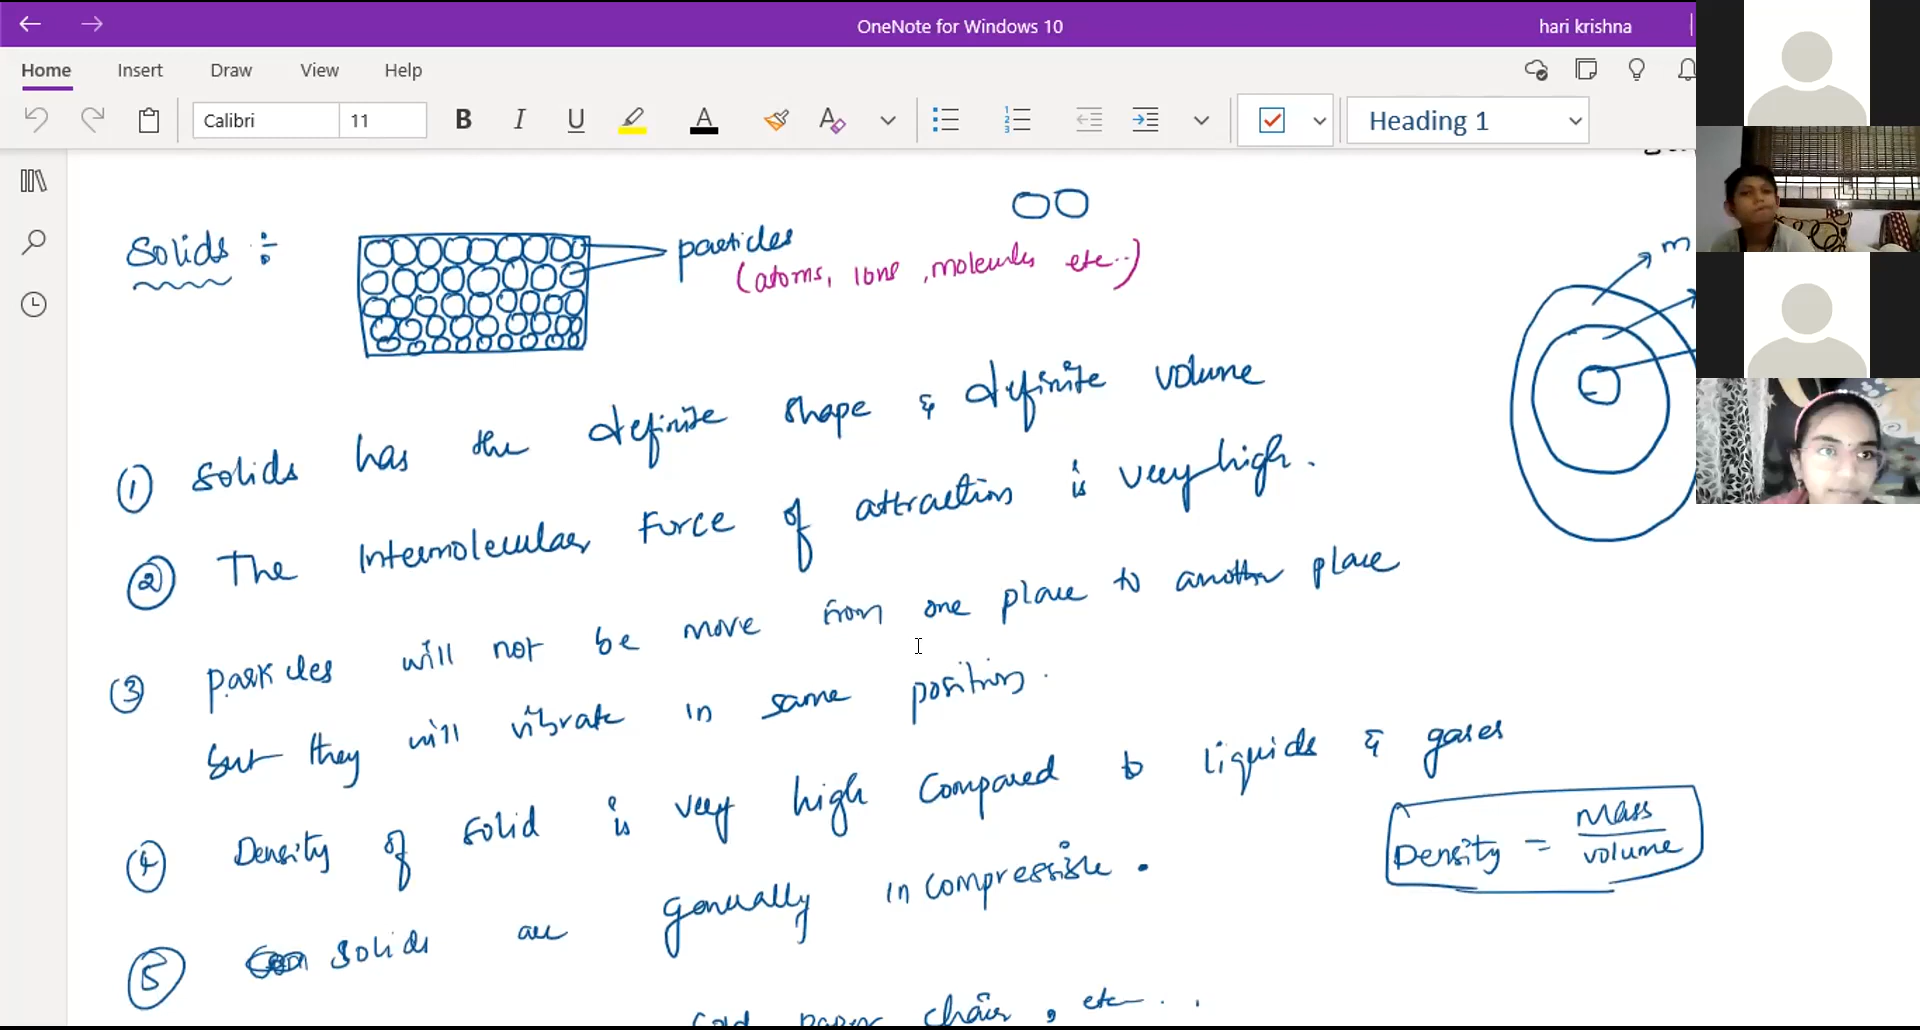 OneNote for Windows 10
hari krishna
Home Insert Draw View Help
Calibri 11 B I U A A Heading 1
Solids ÷
particles
(atoms, Ions, molecules etc..)
m
① Solids has the definite shape & definite volume
② The Intermolecular Force of attraction is very high.
③ Particles will not be move from one place to another place
but they will vibrate in same position.
④ Density of solid is very high compared to liquids & gases
Density = Mass
volume
⑤ Solids are generally incompressible.
paper chair, etc...